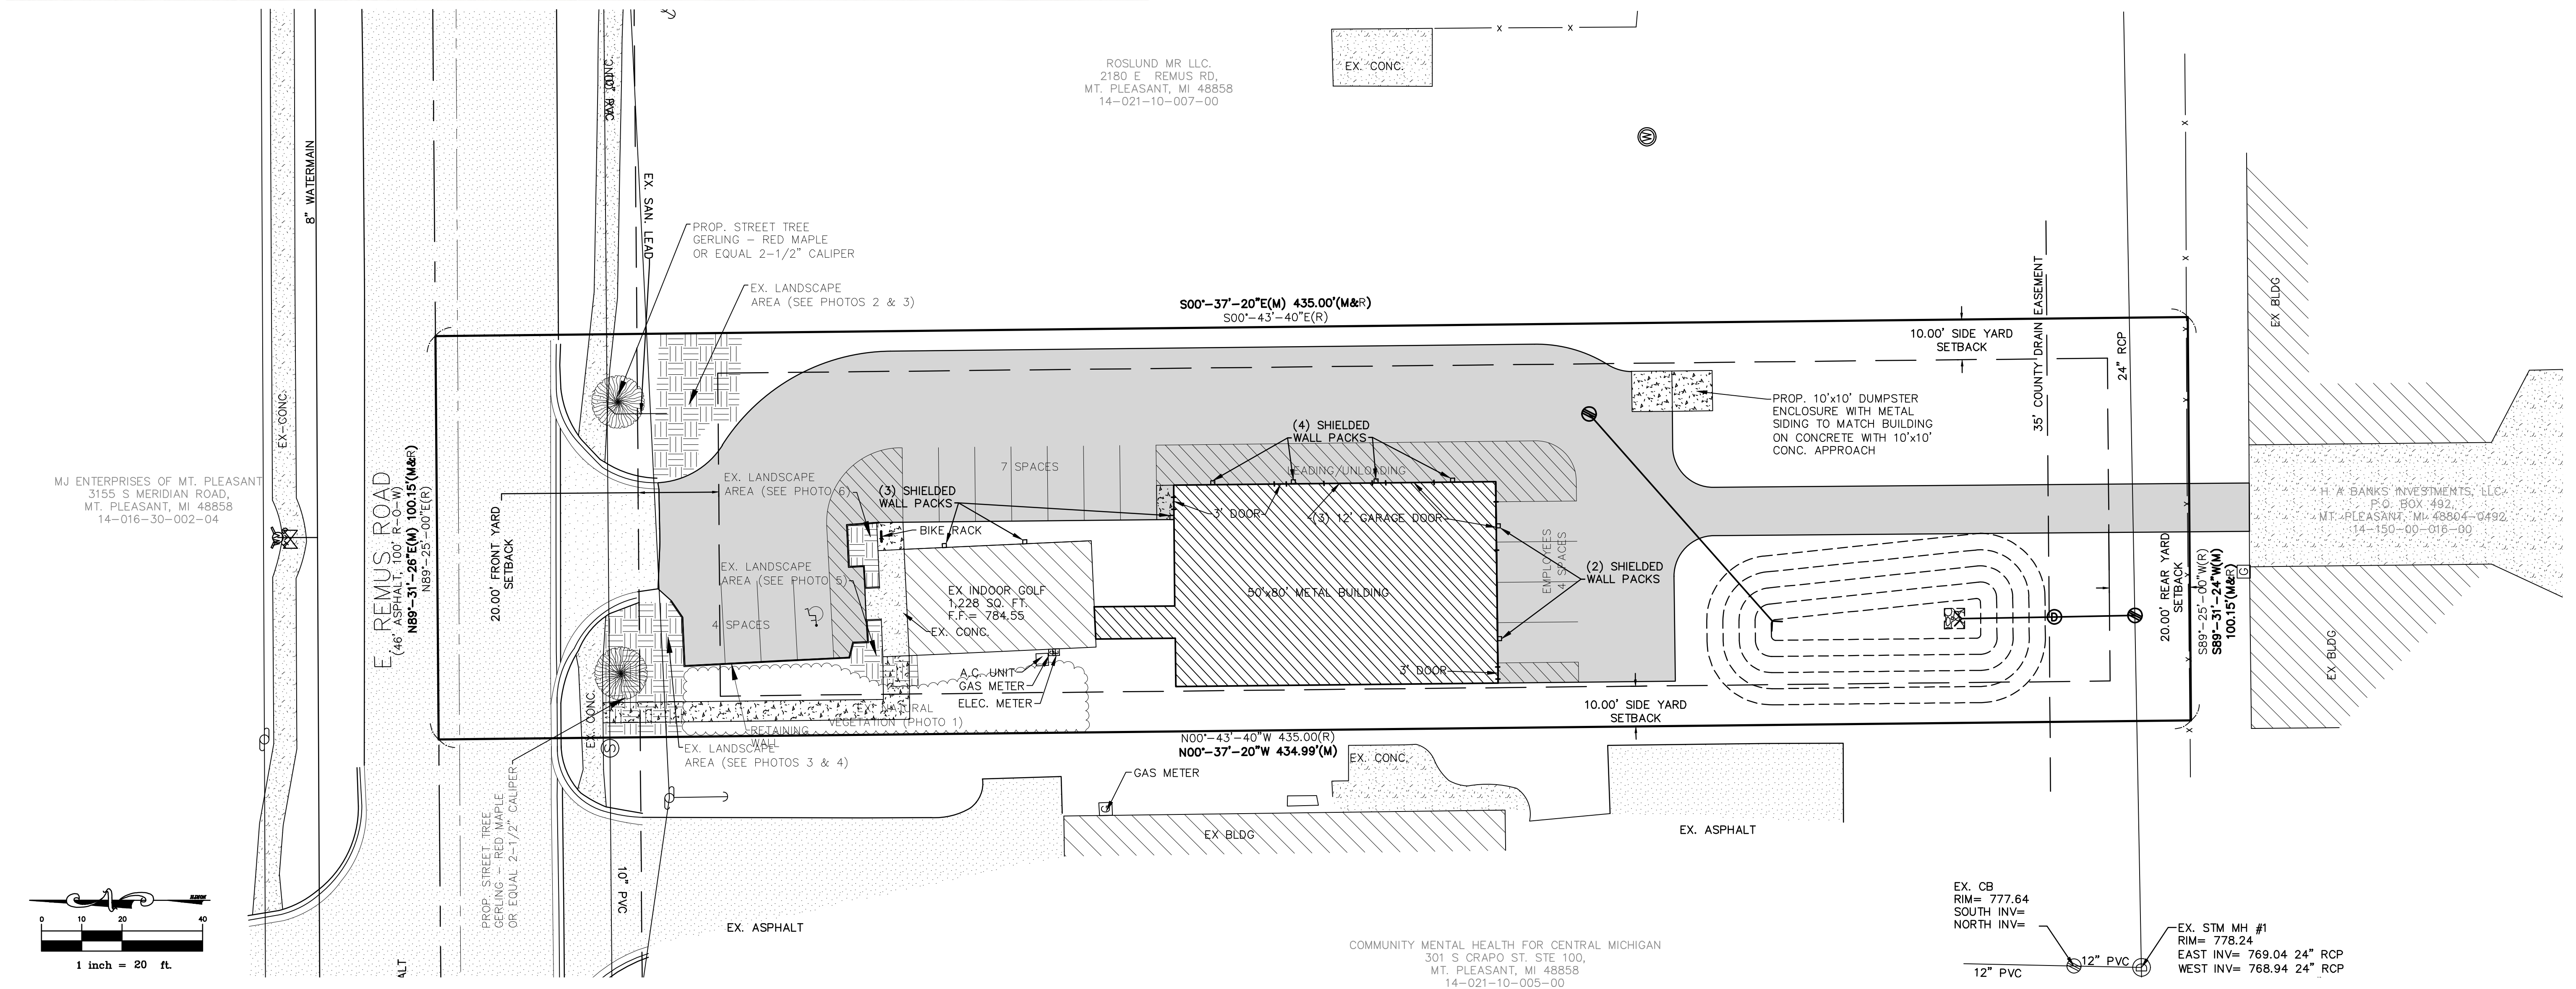 ROSLUND MR LLC.
2180 E REMUS RD,
MT. PLEASANT, MI 48858
14-021-10-007-00
EX. CONC.
X
X
W
10" PVC
8" WATERMAIN
EX. SAN. LEAD
PROP. STREET TREE
GERLING - RED MAPLE
OR EQUAL 2-1/2" CALIPER
EX. LANDSCAPE
AREA (SEE PHOTOS 2 & 3)
S00°-37'-20"E(M) 435.00'(M&R)
S00°-43'-40"E(R)
10.00' SIDE YARD
SETBACK
35' COUNTY DRAIN EASEMENT
24" RCP
EX BLDG
EX-CONC.
MJ ENTERPRISES OF MT. PLEASANT
3155 S MERIDIAN ROAD,
MT. PLEASANT, MI 48858
14-016-30-002-04
E. REMUS ROAD
(46' ASPHALT, 100' R-O-W)
N89°-31'-26"E(M) 100.15'(M&R)
N89°-25'-00"E(R)
20.00' FRONT YARD
SETBACK
PROP. 10'x10' DUMPSTER
ENCLOSURE WITH METAL
SIDING TO MATCH BUILDING
ON CONCRETE WITH 10'x10'
CONC. APPROACH
(4) SHIELDED
WALL PACKS
LEADING/UNLOADING
7 SPACES
EX. LANDSCAPE
AREA (SEE PHOTO 6)
(3) SHIELDED
WALL PACKS
3' DOOR
(3) 12' GARAGE DOOR
BIKE RACK
EX. LANDSCAPE
AREA (SEE PHOTO 5)
EX INDOOR GOLF
1,228 SQ. FT.
F.F.= 784.55
EX. CONC.
50'x80' METAL BUILDING
EMPLOYEES
4 SPACES
(2) SHIELDED
WALL PACKS
4 SPACES
A.C. UNIT
GAS METER
ELEC. METER
3' DOOR
H A BANKS INVESTMENTS, LLC.
P.O. BOX 492,
MT. PLEASANT, MI 48804-0492
14-150-00-016-00
G
D
20.00' REAR YARD
SETBACK
S89°-25'-00"W(R)
S89°-31'-24"W(M)
100.15'(M&R)
EX BLDG
10.00' SIDE YARD
SETBACK
NATURAL
VEGETATION (PHOTO 1)
RETAINING
WALL
EX. CONC.
S
EX. LANDSCAPE
AREA (SEE PHOTOS 3 & 4)
N00°-43'-40"W 435.00(R)
N00°-37'-20"W 434.99'(M)
GAS METER
G
EX. CONC.
EX BLDG
EX. ASPHALT
PROP. STREET TREE
GERLING - RED MAPLE
OR EQUAL 2-1/2" CALIPER
10" PVC
EX. ASPHALT
0 10 20 40
1 inch = 20 ft.
ALT
COMMUNITY MENTAL HEALTH FOR CENTRAL MICHIGAN
301 S CRAPO ST. STE 100,
MT. PLEASANT, MI 48858
14-021-10-005-00
EX. CB
RIM= 777.64
SOUTH INV=
NORTH INV=
12" PVC
12" PVC
EX. STM MH #1
RIM= 778.24
EAST INV= 769.04 24" RCP
WEST INV= 768.94 24" RCP